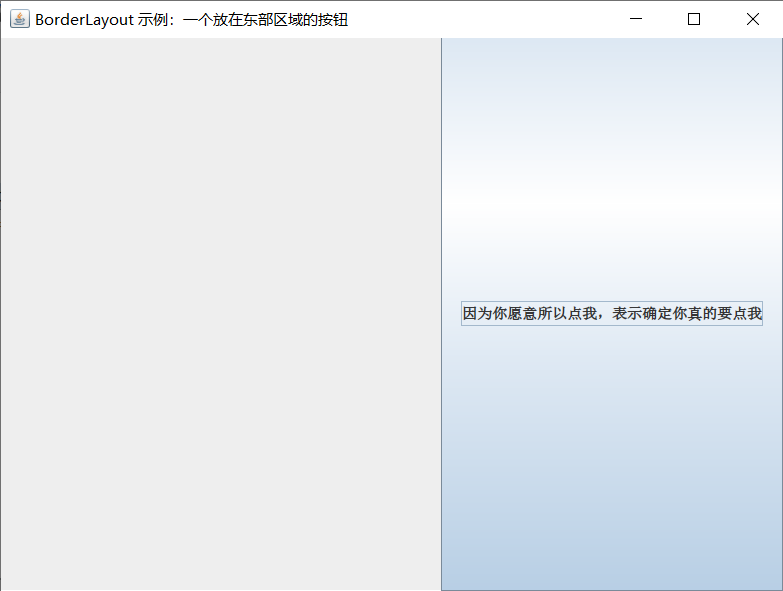 BorderLayout 示例：一个放在东部区域的按钮
因为你愿意所以点我，表示确定你真的要点我